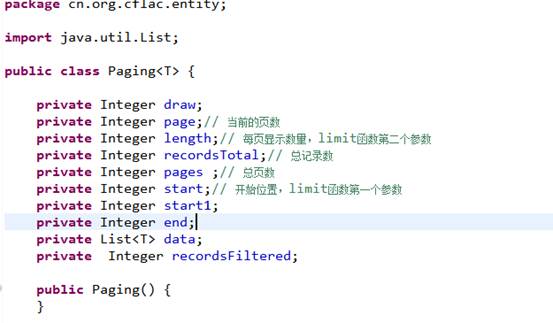 package cn.org.cflac.entity;
import java.util.List;
public class Paging<T> {
private Integer draw;
private Integer page;// 当前的页数
private Integer length;// 每页显示数量，limit函数第二个参数
private Integer recordsTotal;// 总记录数
private Integer pages ;// 总页数
private Integer start;// 开始位置，limit函数第一个参数
private Integer start1;
private Integer end;
private List<T> data;
private  Integer recordsFiltered;
public Paging() {
}